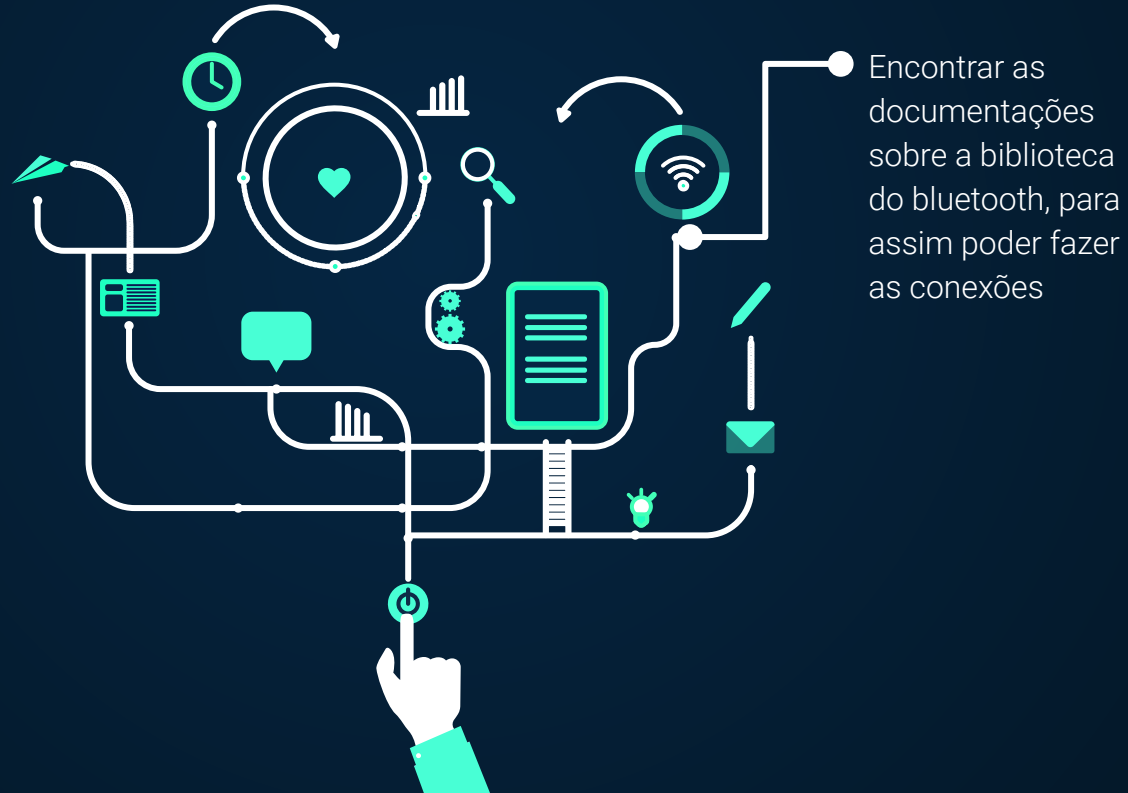 Encontrar as
documentações
sobre a biblioteca
do bluetooth, para
assim poder fazer
as conexões